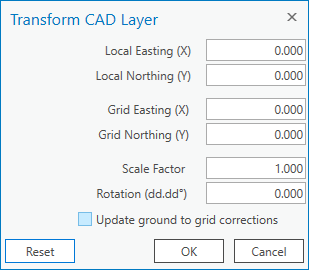 Transform CAD Layer
Local Easting (X) 0.000
Local Northing (Y) 0.000
Grid Easting (X) 0.000
Grid Northing (Y) 0.000
Scale Factor 1.000
Rotation (dd.dd°) 0.000
Update ground to grid corrections
Reset OK Cancel